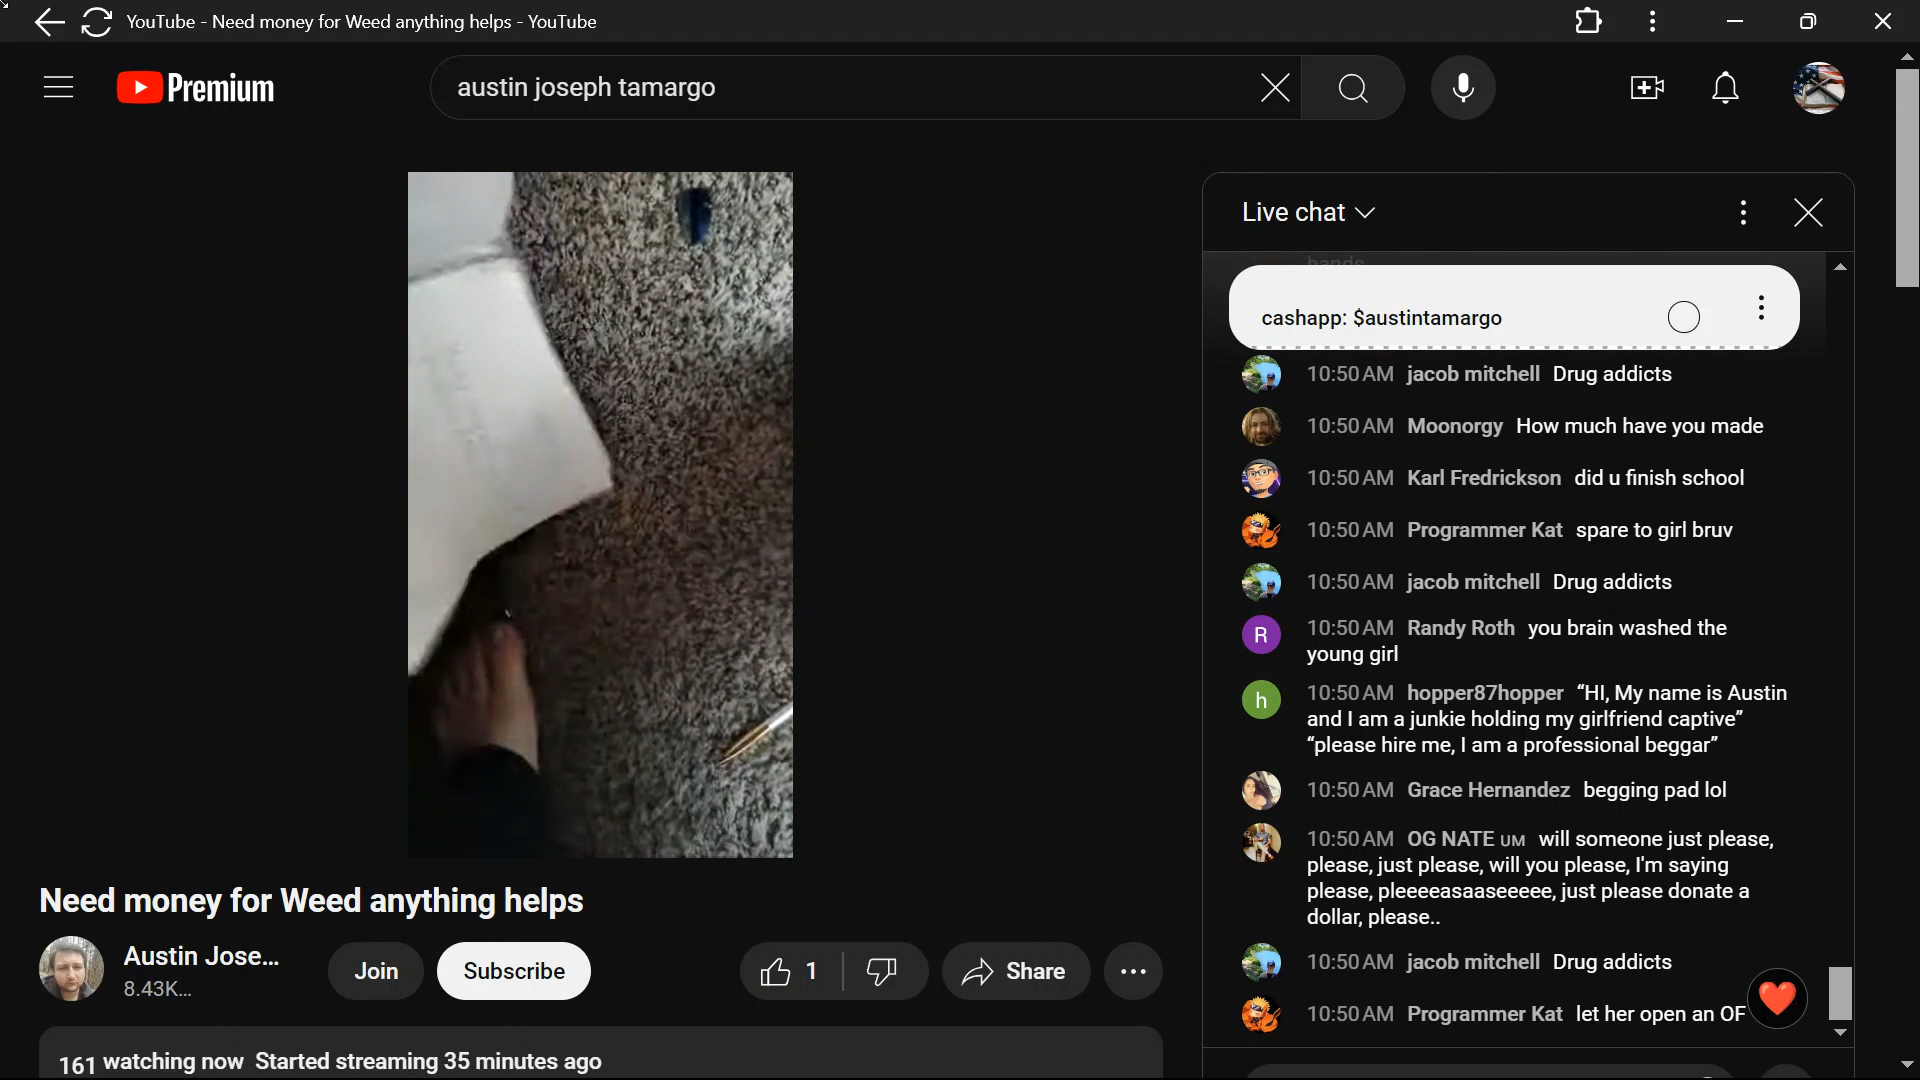 YouTube - Need money for Weed anything helps - YouTube
Premium
austin joseph tamargo
Live chat
hands
cashapp: $austintamargo
10:50 AM jacob mitchell Drug addicts
10:50 AM Moonorgy How much have you made
10:50 AM Karl Fredrickson did u finish school
10:50 AM Programmer Kat spare to girl bruv
10:50 AM jacob mitchell Drug addicts
R 10:50 AM Randy Roth you brain washed the
young girl
h 10:50 AM hopper87hopper “HI, My name is Austin
and I am a junkie holding my girlfriend captive”
“please hire me, I am a professional beggar”
10:50 AM Grace Hernandez begging pad lol
10:50 AM OG NATE UM will someone just please,
please, just please, will you please, I'm saying
please, pleeeeasaaseeeee, just please donate a
dollar, please..
10:50 AM jacob mitchell Drug addicts
10:50 AM Programmer Kat let her open an OF
Need money for Weed anything helps
Austin Jose...
8.43K...
Join
Subscribe
1
Share
161 watching now Started streaming 35 minutes ago